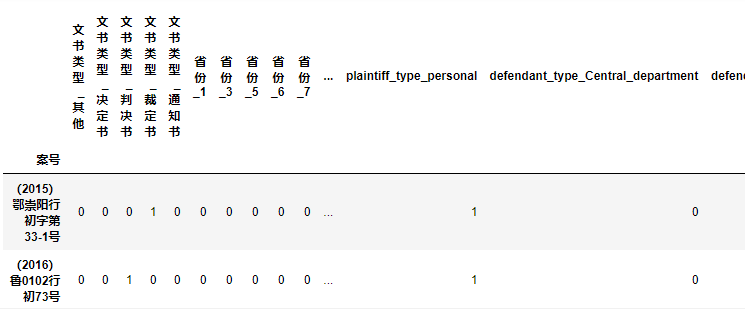 文书类型_其他 文书类型_决定书 文书类型_判决书 文书类型_裁定书 文书类型_通知书 省份_1 省份_3 省份_5 省份_6 省份_7 ... plaintiff_type_personal defendant_type_Central_department defend
案号
(2015)
鄂崇阳行
初字第
33-1号
0 0 0 1 0 0 0 0 0 0 ... 1 0
(2016)
鲁0102行
初73号
0 0 1 0 0 0 0 0 0 0 ... 1 0